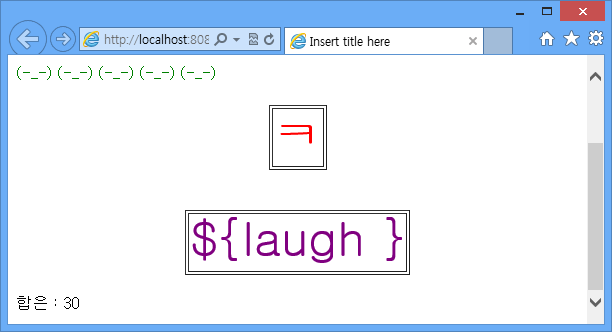 http://localhost:808
Insert title here
(-_-) (-_-) (-_-) (-_-) (-_-)
ㅋ
${laugh }
합은 : 30